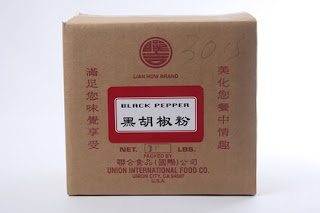 LIAN HOW BRAND
滿足您味覺享受
美化您餐中情趣
BLACK PEPPER
黑胡椒粉
NET. LBS.
PACKED BY
聯合食品(國際)公司
UNION INTERNATIONAL FOOD CO.
UNION CITY, CA 94587
U.S.A.